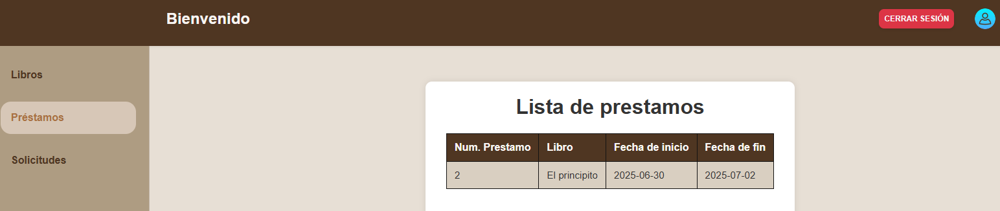 Bienvenido
CERRAR SESIÓN
Libros
Préstamos
Solicitudes
Lista de prestamos
Num. Prestamo Libro Fecha de inicio Fecha de fin
2 El principito 2025-06-30 2025-07-02